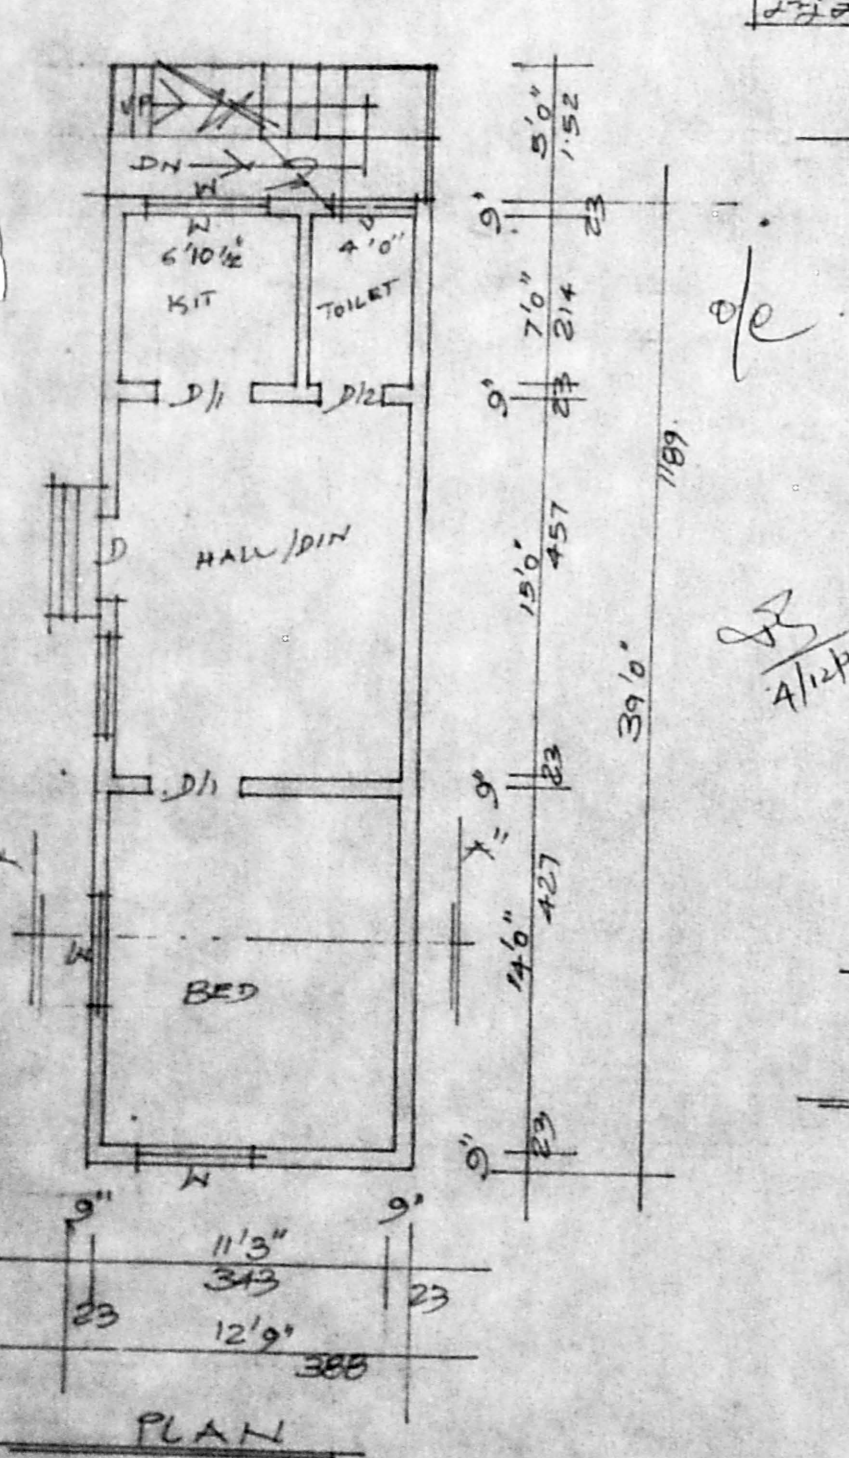 UP
5'0"
1.52
DN
W
9"
23
W
6'10½"
4'0"
KIT
TOILET
7'0"
214
D/1
D/2
9"
23
1189
D
HALL/DIN
15'0"
457
39'0"
4/12/
D/1
9"
23
427
W
BED
14'0"
9"
23
W
9"
9"
11'3"
343
23
23
12'9"
388
PLAN